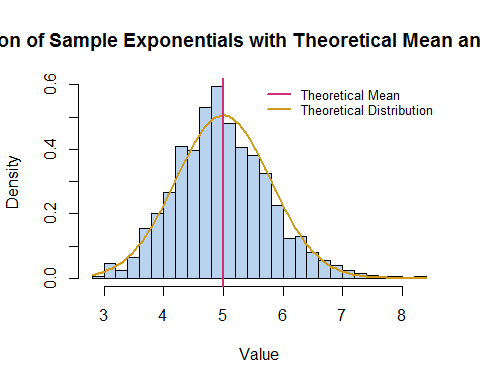 on of Sample Exponentials with Theoretical Mean an
Theoretical Mean
Theoretical Distribution
Density
0.0
0.2
0.4
0.6
3
4
5
6
7
8
Value